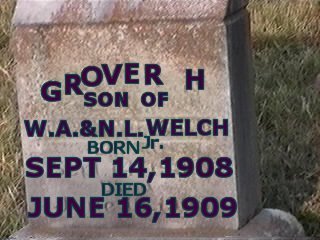 GROVER H
SON OF
W.A.&N.L.WELCH
BORN Jr.
SEPT 14,1908
DIED
JUNE 16,1909